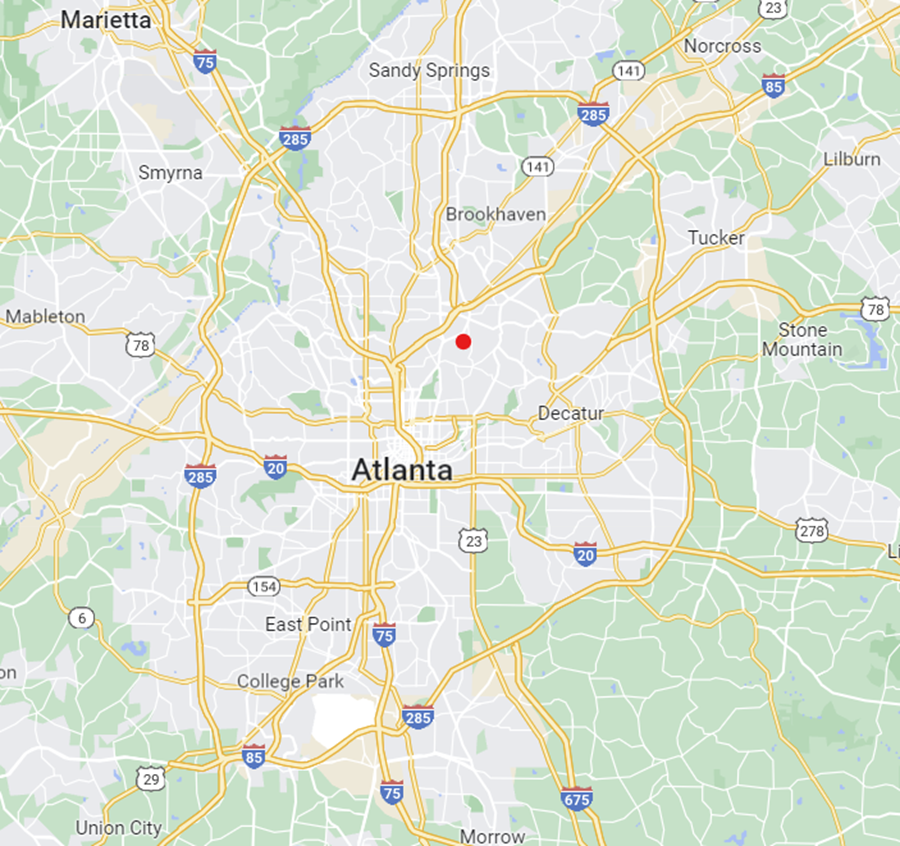 Marietta
23
Norcross
75
Sandy Springs
141
85
285
285
141
Lilburn
Smyrna
Brookhaven
Tucker
78
Mableton
78
Stone
Mountain
Decatur
Atlanta
20
285
278
23
20
Li
154
6
East Point
75
on
College Park
285
85
29
75
675
Union City
Morrow